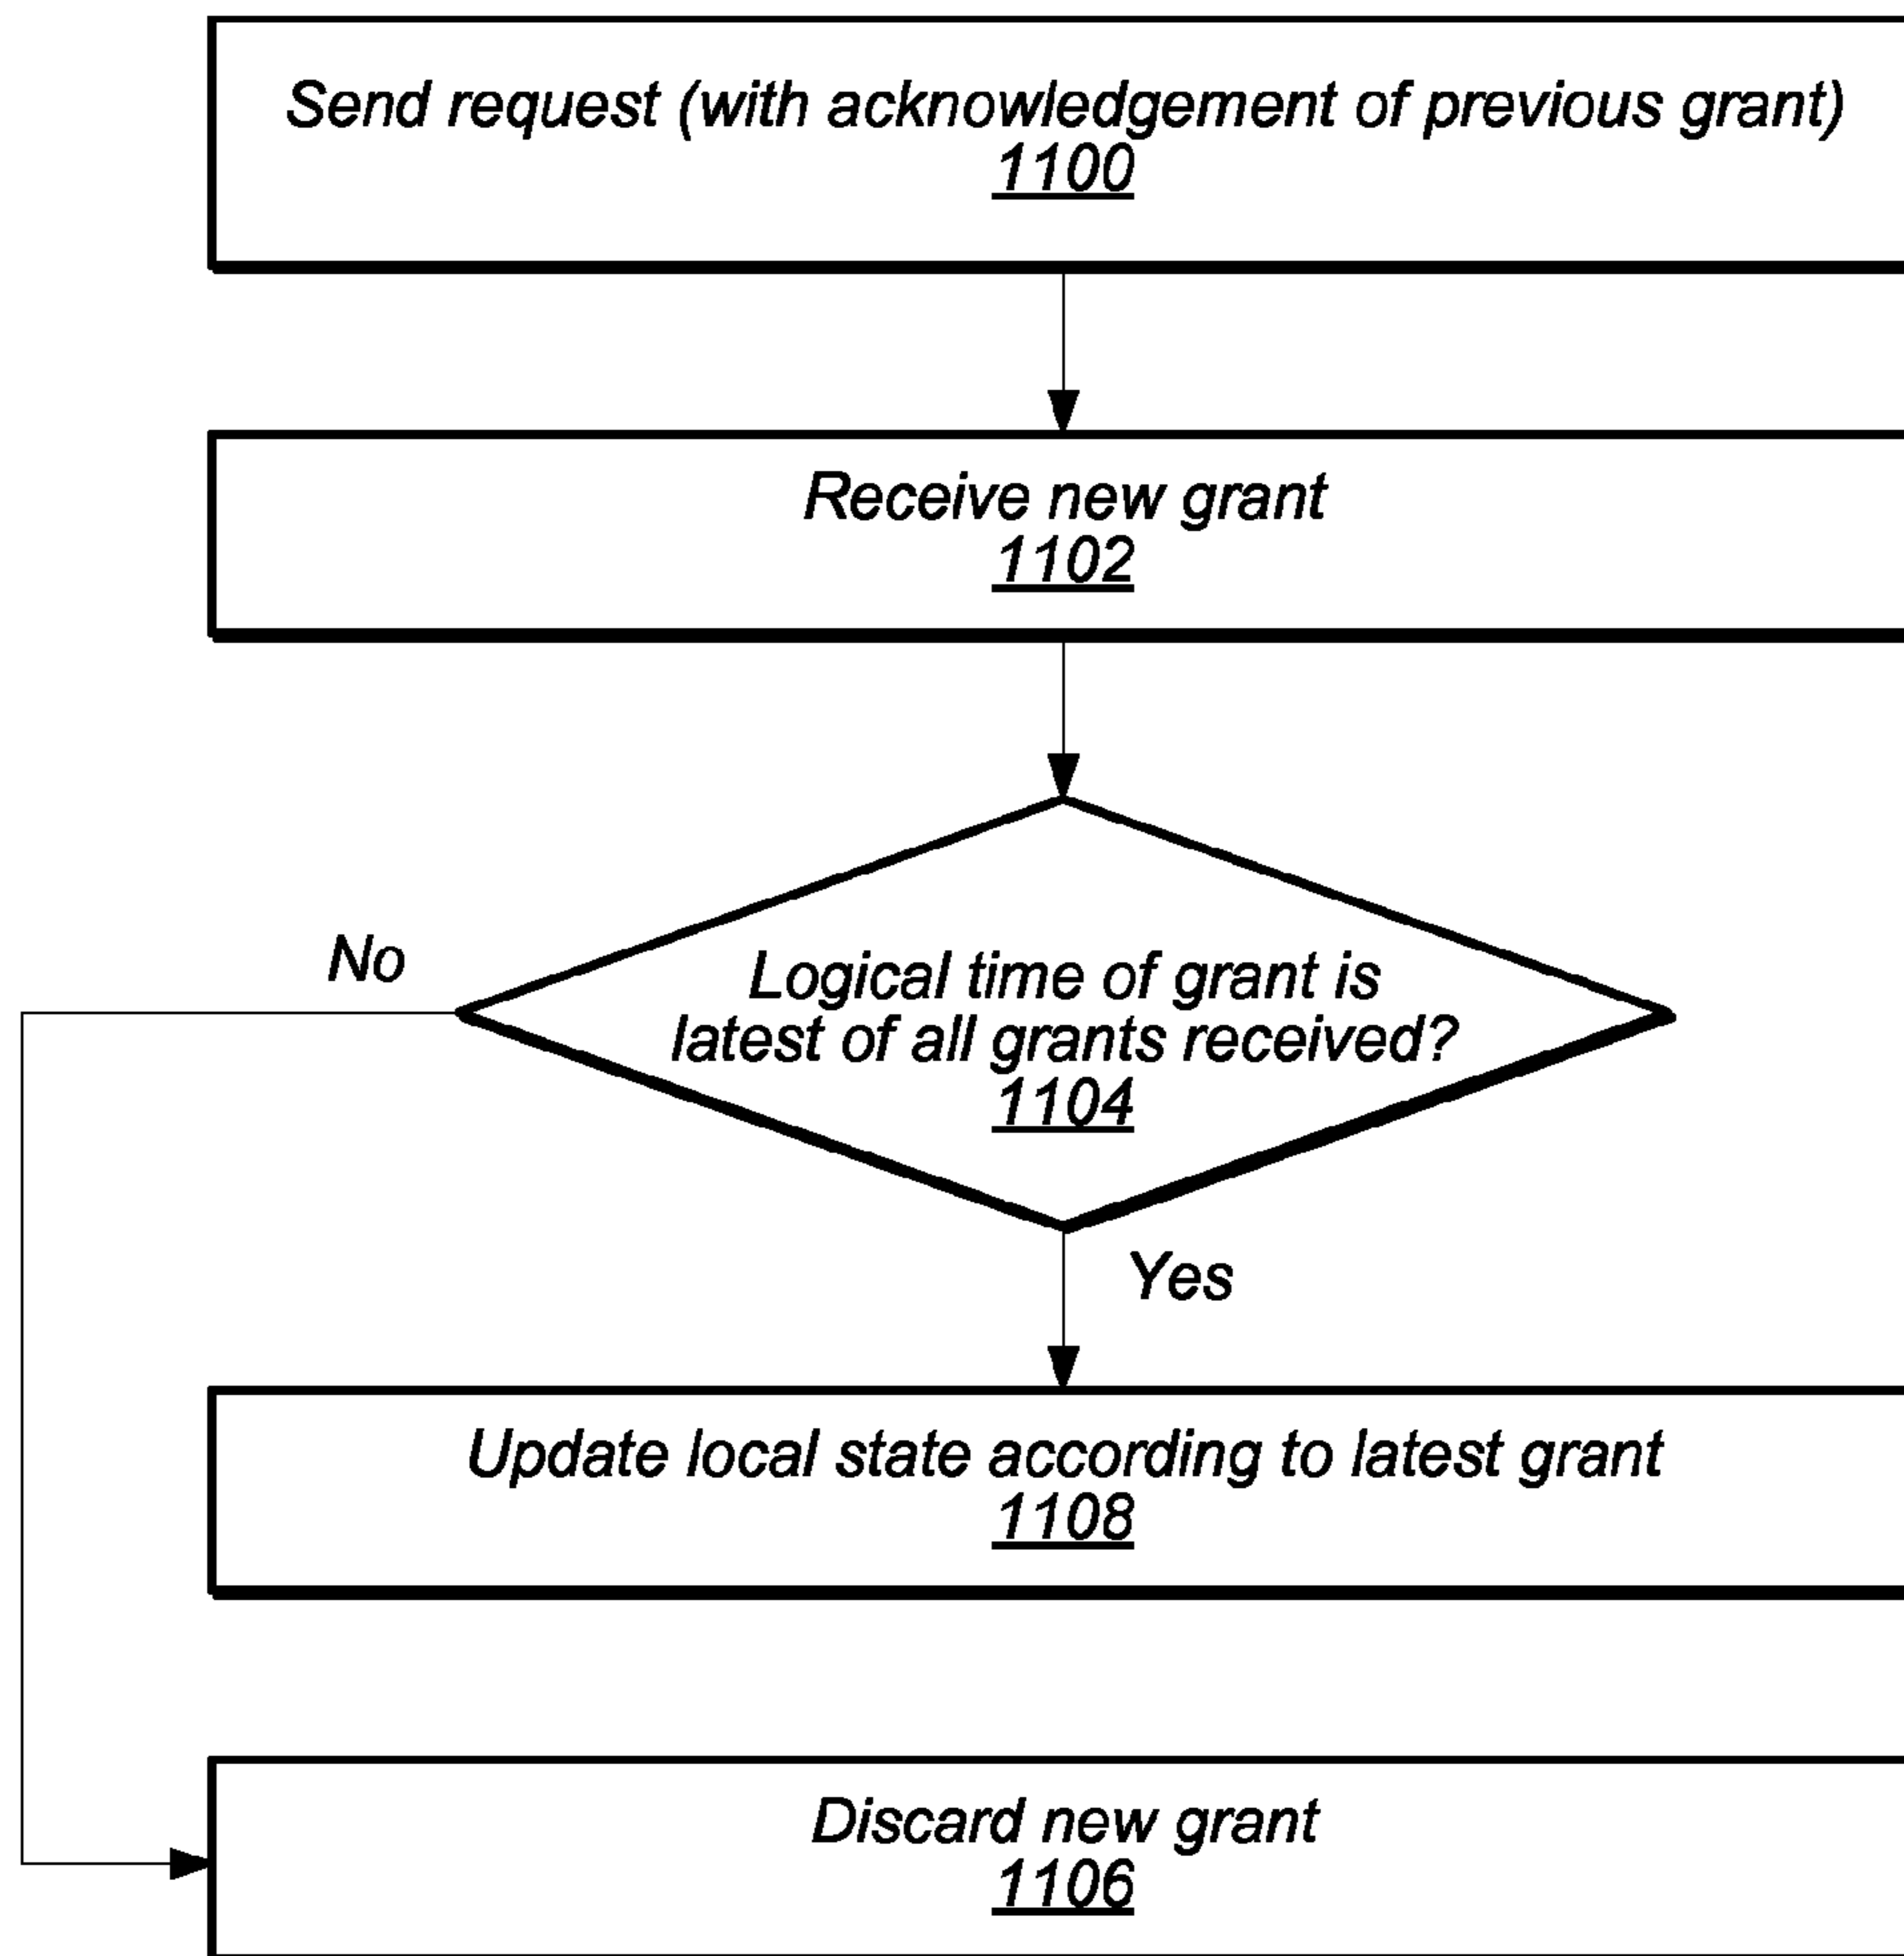 Send request (with acknowledgement of previous grant)
1100
Receive new grant
1102
No
Logical time of grant is
latest of all grants received?
1104
Yes
Update local state according to latest grant
1108
Discard new grant
1106